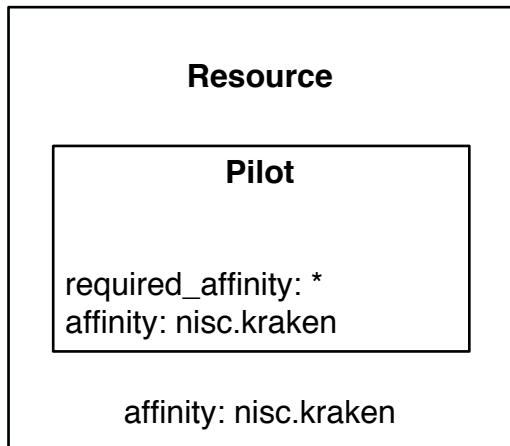 Resource
Pilot
required_affinity: *
affinity: nisc.kraken
affinity: nisc.kraken